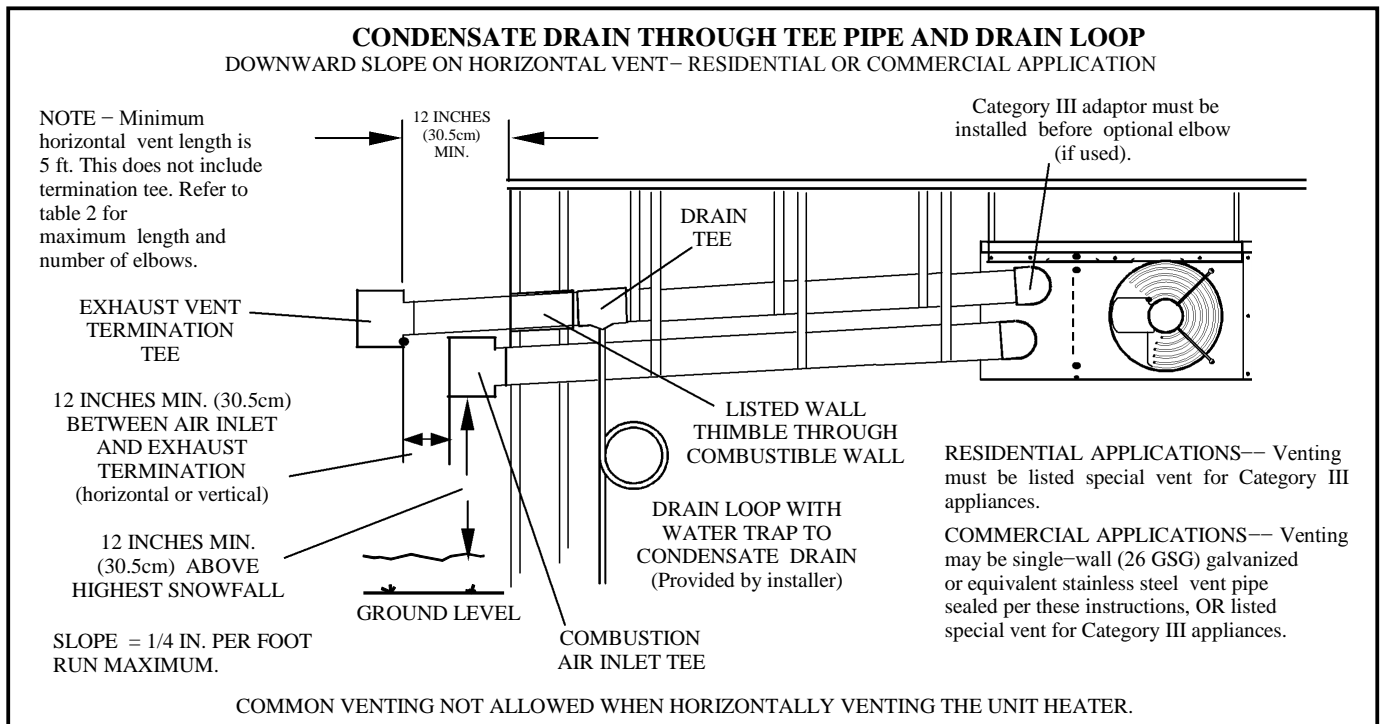 CONDENSATE DRAIN THROUGH TEE PIPE AND DRAIN LOOP
DOWNWARD SLOPE ON HORIZONTAL VENT− RESIDENTIAL OR COMMERCIAL APPLICATION
NOTE − Minimum
horizontal vent length is
5 ft. This does not include
termination tee. Refer to
table 2 for
maximum length and
number of elbows.
12 INCHES
(30.5cm)
MIN.
Category III adaptor must be
installed before optional elbow
(if used).
DRAIN
TEE
EXHAUST VENT
TERMINATION
TEE
12 INCHES MIN. (30.5cm)
BETWEEN AIR INLET
AND EXHAUST
TERMINATION
(horizontal or vertical)
LISTED WALL
THIMBLE THROUGH
COMBUSTIBLE WALL
DRAIN LOOP WITH
WATER TRAP TO
CONDENSATE DRAIN
(Provided by installer)
12 INCHES MIN.
(30.5cm) ABOVE
HIGHEST SNOWFALL
GROUND LEVEL
SLOPE = 1/4 IN. PER FOOT
RUN MAXIMUM.
COMBUSTION
AIR INLET TEE
RESIDENTIAL APPLICATIONS−− Venting
must be listed special vent for Category III
appliances.
COMMERCIAL APPLICATIONS−− Venting
may be single−wall (26 GSG) galvanized
or equivalent stainless steel vent pipe
sealed per these instructions, OR listed
special vent for Category III appliances.
COMMON VENTING NOT ALLOWED WHEN HORIZONTALLY VENTING THE UNIT HEATER.